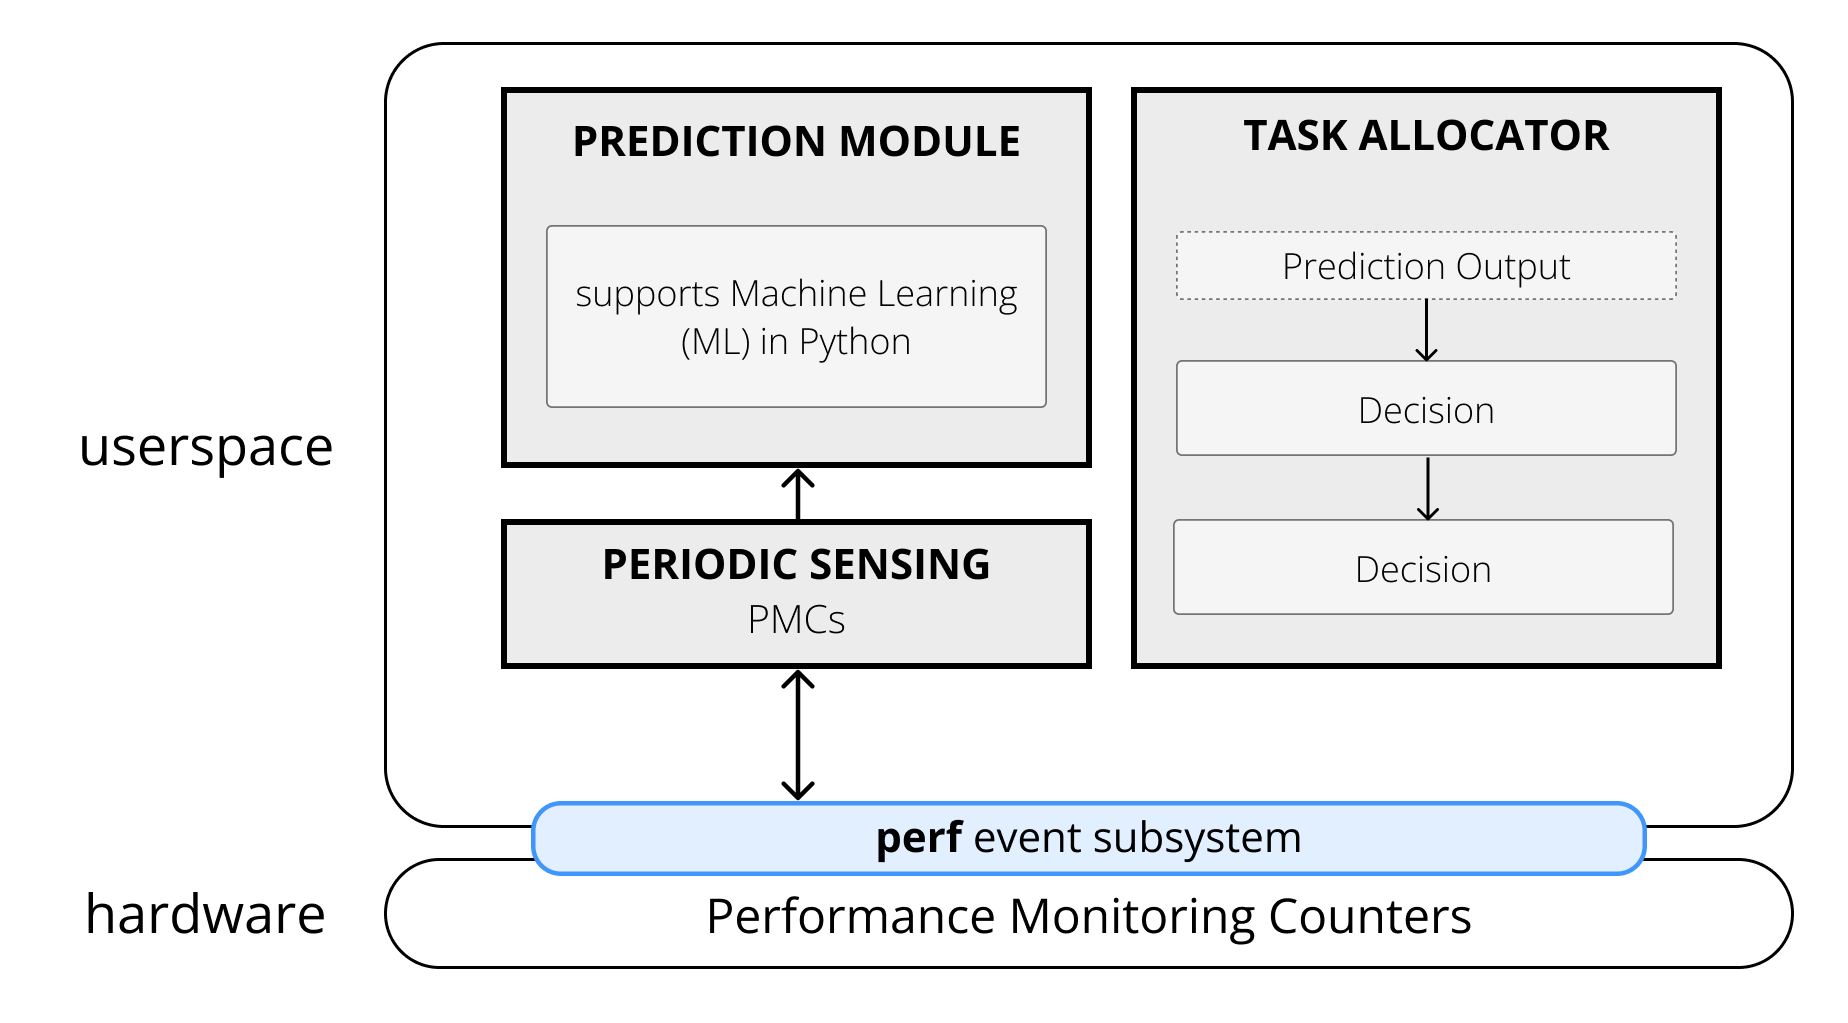 PREDICTION MODULE
supports Machine Learning
(ML) in Python
TASK ALLOCATOR
Prediction Output
Decision
Decision
userspace
PERIODIC SENSING
PMCs
perf event subsystem
hardware
Performance Monitoring Counters